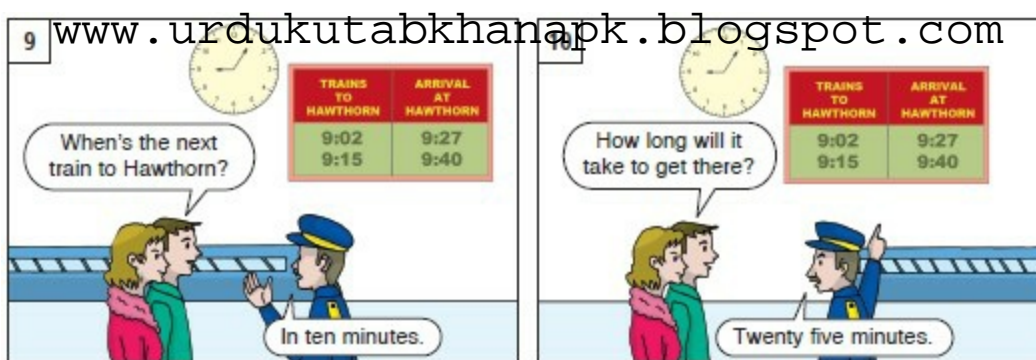 www.urdukutabkhanapk.blogspot.com
9
TRAINS TO HAWTHORN
ARRIVAL AT HAWTHORN
9:02 9:27
9:15 9:40
When's the next
train to Hawthorn?
In ten minutes.
10
TRAINS TO HAWTHORN
ARRIVAL AT HAWTHORN
9:02 9:27
9:15 9:40
How long will it
take to get there?
Twenty five minutes.